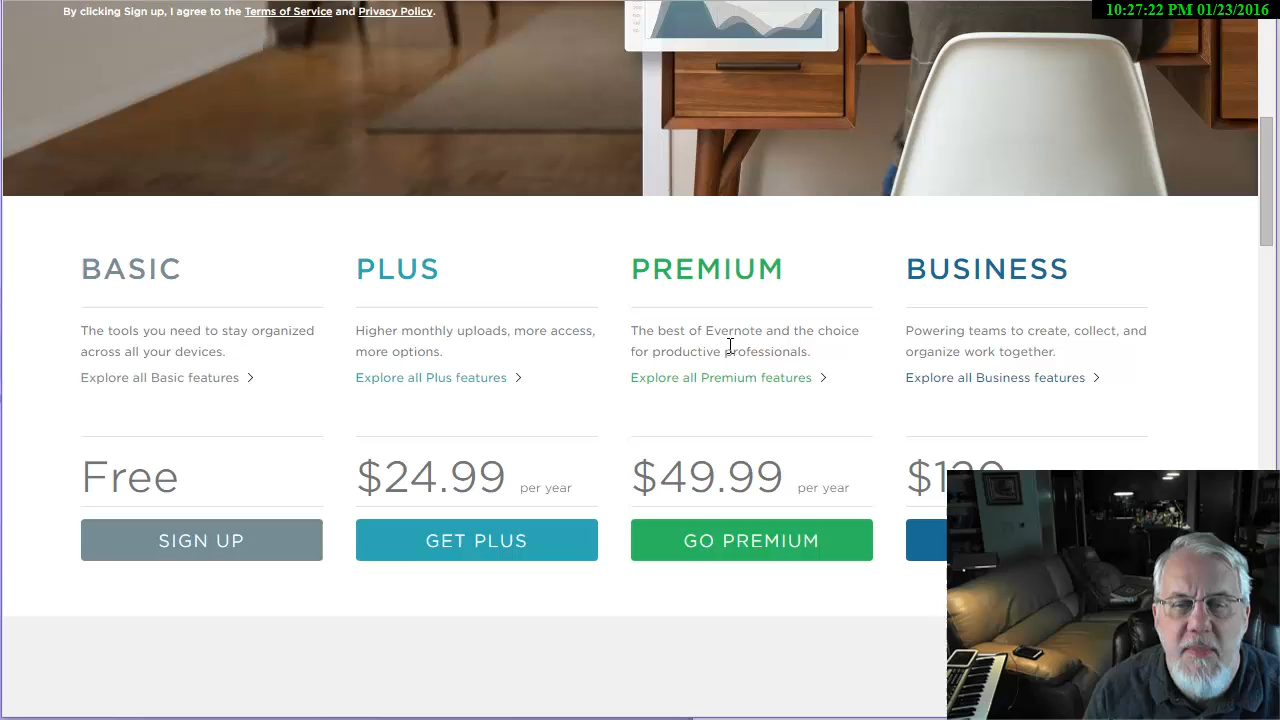 By clicking Sign up, I agree to the Terms of Service and Privacy Policy.
10:27:22 PM 01/23/2016
BASIC
The tools you need to stay organized
across all your devices.
Explore all Basic features
Free
SIGN UP
PLUS
Higher monthly uploads, more access,
more options.
Explore all Plus features
$24.99 per year
GET PLUS
PREMIUM
The best of Evernote and the choice
for productive professionals.
Explore all Premium features
$49.99 per year
GO PREMIUM
BUSINESS
Powering teams to create, collect, and
organize work together.
Explore all Business features